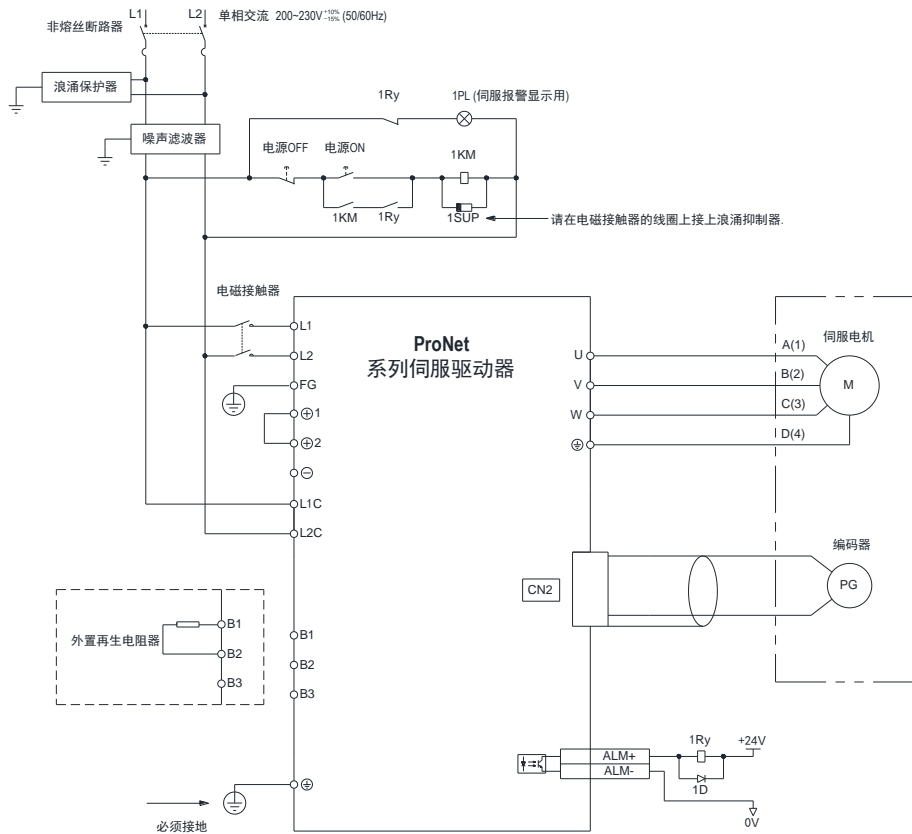 L1
L2
单相交流 200~230V +10% -15% (50/60Hz)
非熔丝断路器
浪涌保护器
噪声滤波器
1Ry
1PL (伺服报警显示用)
电源OFF
电源ON
1KM
1KM
1Ry
1SUP
请在电磁接触器的线圈上接上浪涌抑制器.
电磁接触器
ProNet
系列伺服驱动器
L1
L2
FG
⊕1
⊕2
⊖
L1C
L2C
U
V
W
A(1)
B(2)
C(3)
D(4)
伺服电机
M
CN2
编码器
PG
外置再生电阻器
B1
B2
B3
B1
B2
B3
ALM+
ALM-
1Ry
+24V
1D
0V
必须接地